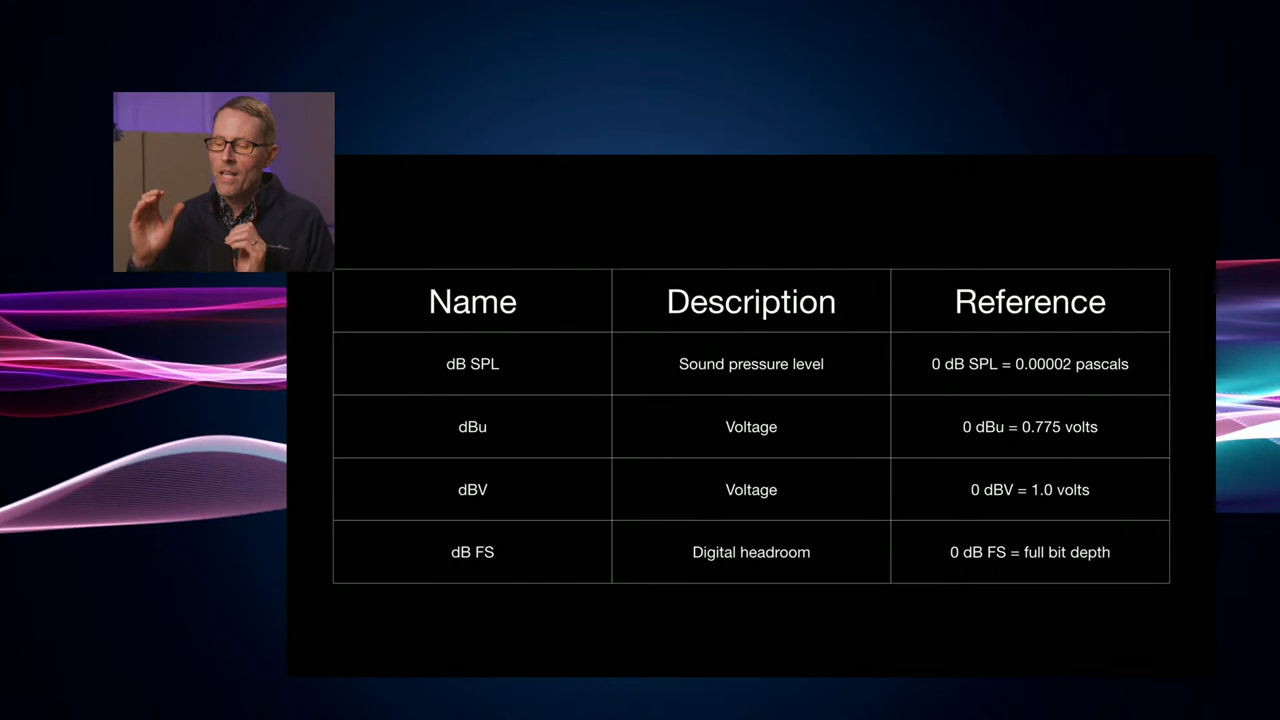 Name Description Reference
dB SPL Sound pressure level 0 dB SPL = 0.00002 pascals
dBu Voltage 0 dBu = 0.775 volts
dBV Voltage 0 dBV = 1.0 volts
dB FS Digital headroom 0 dB FS = full bit depth